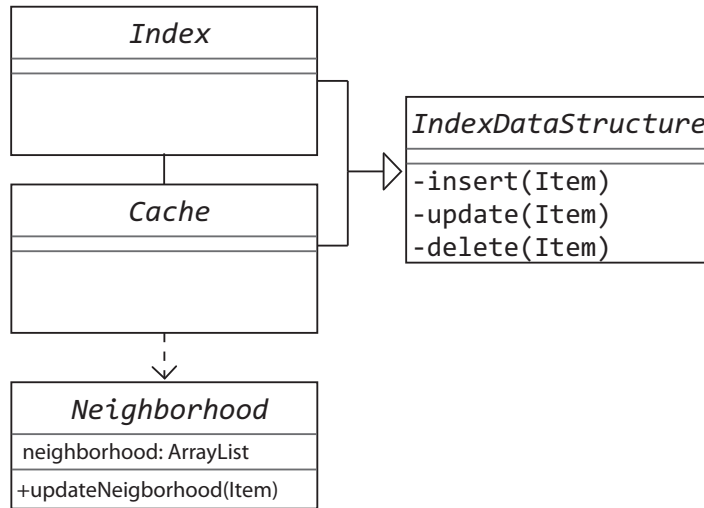 Index
IndexDataStructure
-insert(Item)
-update(Item)
-delete(Item)
Cache
Neighborhood
neighborhood: ArrayList
+updateNeigborhood(Item)